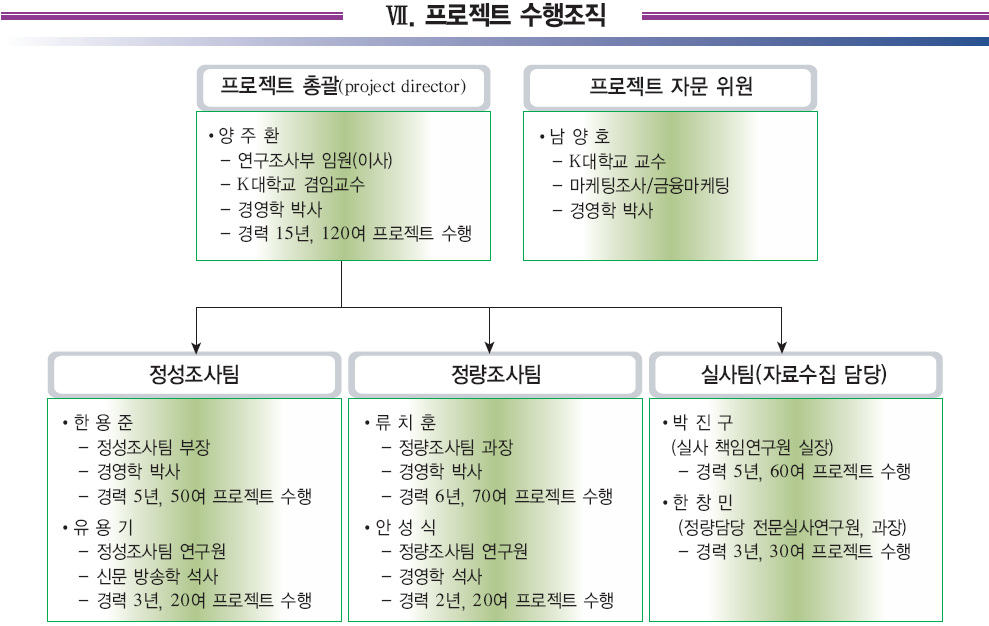 Ⅶ. 프로젝트 수행조직
프로젝트 총괄(project director)
• 양 주 환
– 연구조사부 임원(이사)
– K대학교 겸임교수
– 경영학 박사
– 경력 15년, 120여 프로젝트 수행
프로젝트 자문 위원
• 남 양 호
– K대학교 교수
– 마케팅조사/금융마케팅
– 경영학 박사
정성조사팀
• 한 용 준
– 정성조사팀 부장
– 경영학 박사
– 경력 5년, 50여 프로젝트 수행
• 유 용 기
– 정성조사팀 연구원
– 신문 방송학 석사
– 경력 3년, 20여 프로젝트 수행
정량조사팀
• 류 치 훈
– 정량조사팀 과장
– 경영학 박사
– 경력 6년, 70여 프로젝트 수행
• 안 성 식
– 정량조사팀 연구원
– 경영학 석사
– 경력 2년, 20여 프로젝트 수행
실사팀(자료수집 담당)
• 박 진 구
(실사 책임연구원 실장)
– 경력 5년, 60여 프로젝트 수행
• 한 창 민
(정량담당 전문실사연구원, 과장)
– 경력 3년, 30여 프로젝트 수행